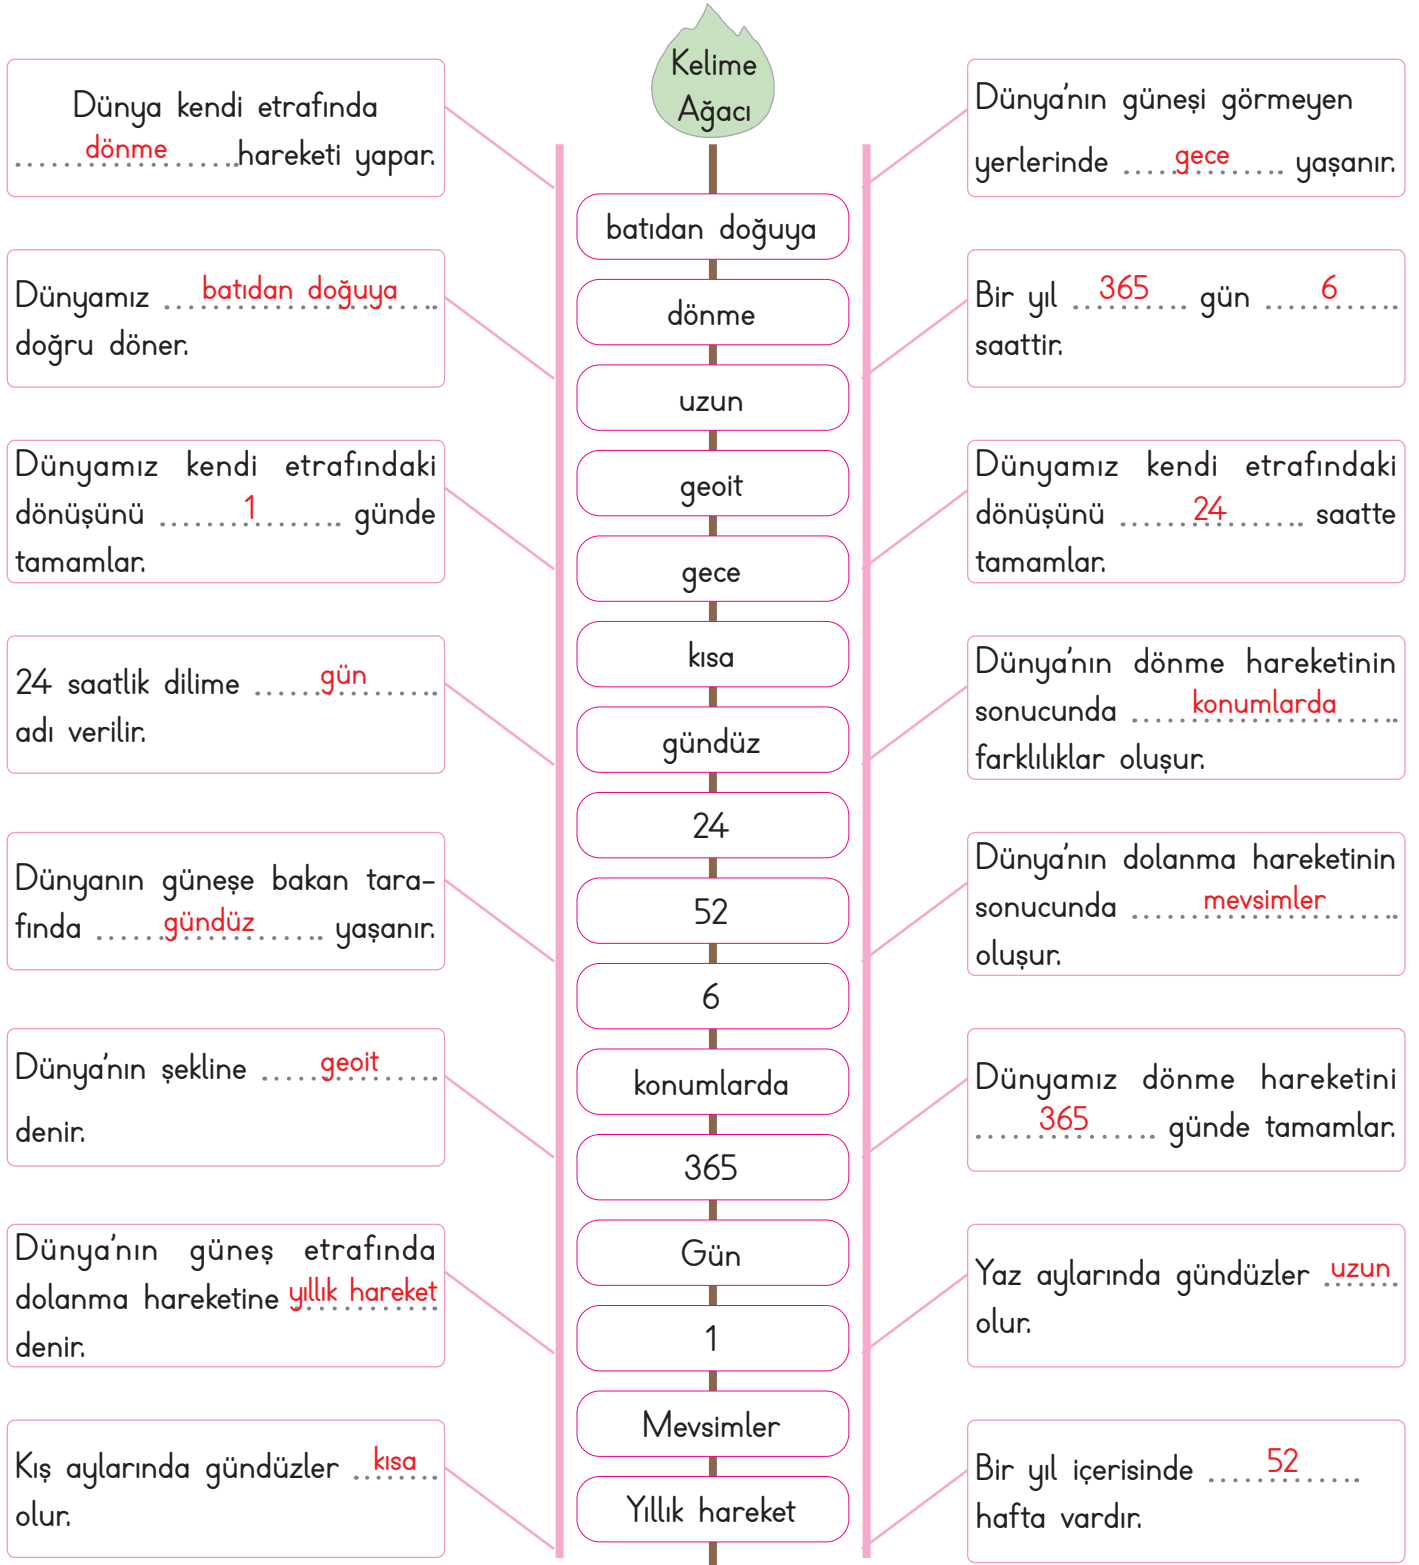 Kelime
Ağacı
Dünya kendi etrafında
dönme hareketi yapar.
Dünyamız batıdan doğuya
doğru döner.
Dünyamız kendi etrafındaki
dönüşünü 1 günde
tamamlar.
24 saatlik dilime gün
adı verilir.
Dünyanın güneşe bakan tara-
fında gündüz yaşanır.
Dünya'nın şekline geoit
denir.
Dünya'nın güneş etrafında
dolanma hareketine yıllık hareket
denir.
Kış aylarında gündüzler kısa
olur.
batıdan doğuya
dönme
uzun
geoit
gece
kısa
gündüz
24
52
6
konumlarda
365
Gün
1
Mevsimler
Yıllık hareket
Dünya'nın güneşi görmeyen
yerlerinde gece yaşanır.
Bir yıl 365 gün 6
saattir.
Dünyamız kendi etrafındaki
dönüşünü 24 saatte
tamamlar.
Dünya'nın dönme hareketinin
sonucunda konumlarda
farklılıklar oluşur.
Dünya'nın dolanma hareketinin
sonucunda mevsimler
oluşur.
Dünyamız dönme hareketini
365 günde tamamlar.
Yaz aylarında gündüzler uzun
olur.
Bir yıl içerisinde 52
hafta vardır.